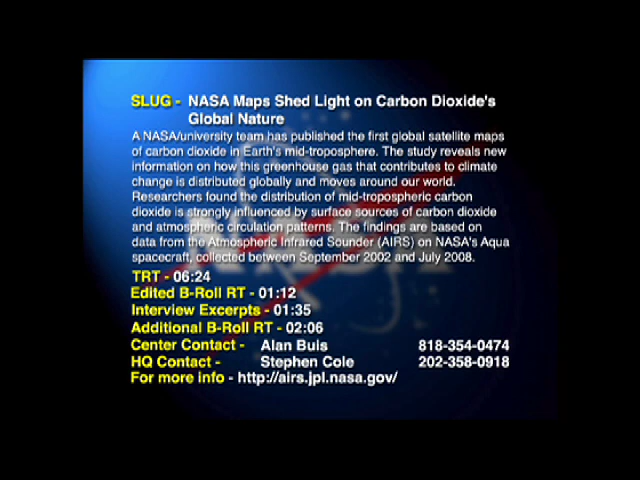 SLUG - NASA Maps Shed Light on Carbon Dioxide's
Global Nature
A NASA/university team has published the first global satellite maps
of carbon dioxide in Earth's mid-troposphere. The study reveals new
information on how this greenhouse gas that contributes to climate
change is distributed globally and moves around our world.
Researchers found the distribution of mid-tropospheric carbon
dioxide is strongly influenced by surface sources of carbon dioxide
and atmospheric circulation patterns. The findings are based on
data from the Atmospheric Infrared Sounder (AIRS) on NASA's Aqua
spacecraft, collected between September 2002 and July 2008.
TRT - 06:24
Edited B-Roll RT - 01:12
Interview Excerpts - 01:35
Additional B-Roll RT - 02:06
Center Contact - Alan Buis 818-354-0474
HQ Contact - Stephen Cole 202-358-0918
For more info - http://airs.jpl.nasa.gov/